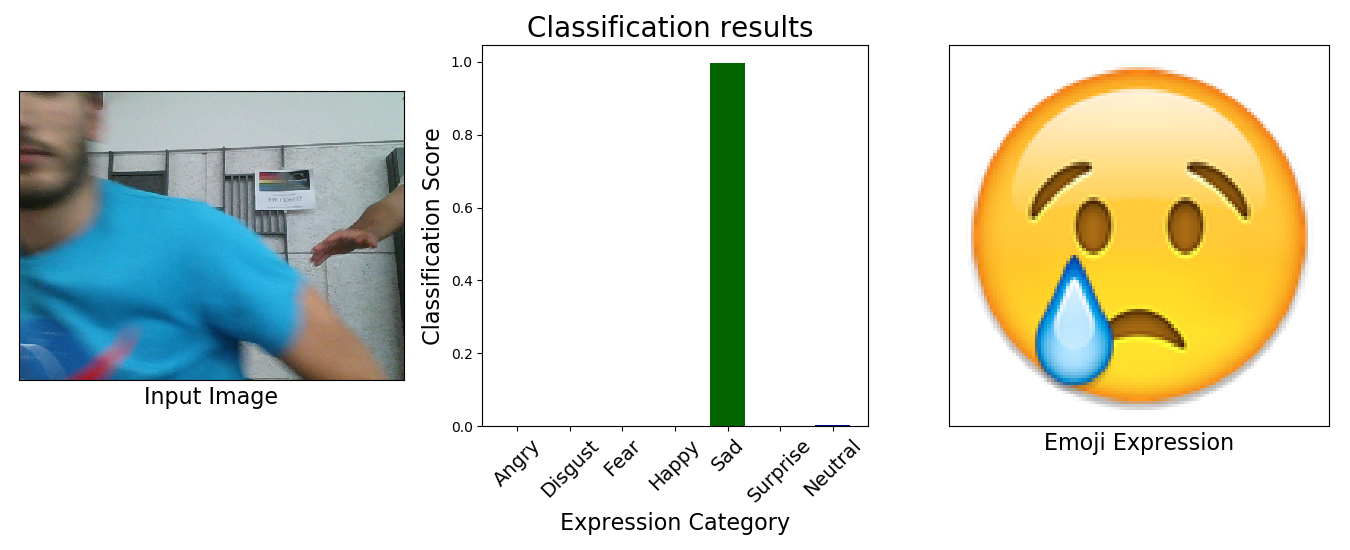 Classification results
Classification Score
1.0
0.8
0.6
0.4
0.2
0.0
Angry
Disgust
Fear
Happy
Sad
Surprise
Neutral
Expression Category
Input Image
Emoji Expression